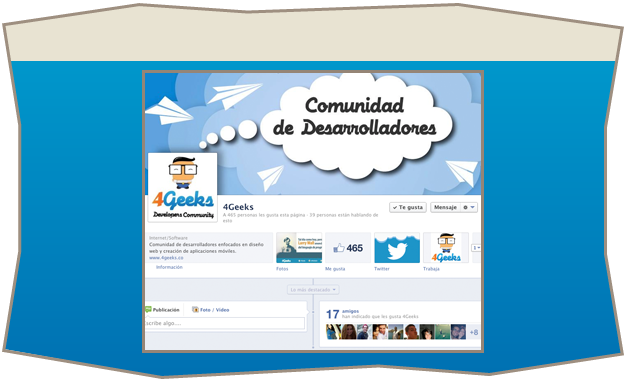 Comunidad
de Desarrolladores
4Geeks
Developers Community
4Geeks
A 465 personas les gusta esta página · 59 personas están hablando de
esto
Te gusta
Mensaje
Internet/Software
Comunidad de desarrolladores enfocados en diseño
web y creación de aplicaciones móviles.
www.4geeks.co
Información
465
4Geeks
Fotos
Me gusta
Twitter
Trabaja
Lo más destacado
Publicación
Foto / Vídeo
scribe algo...
17 amigos
han indicado que les gusta 4Geeks
+8